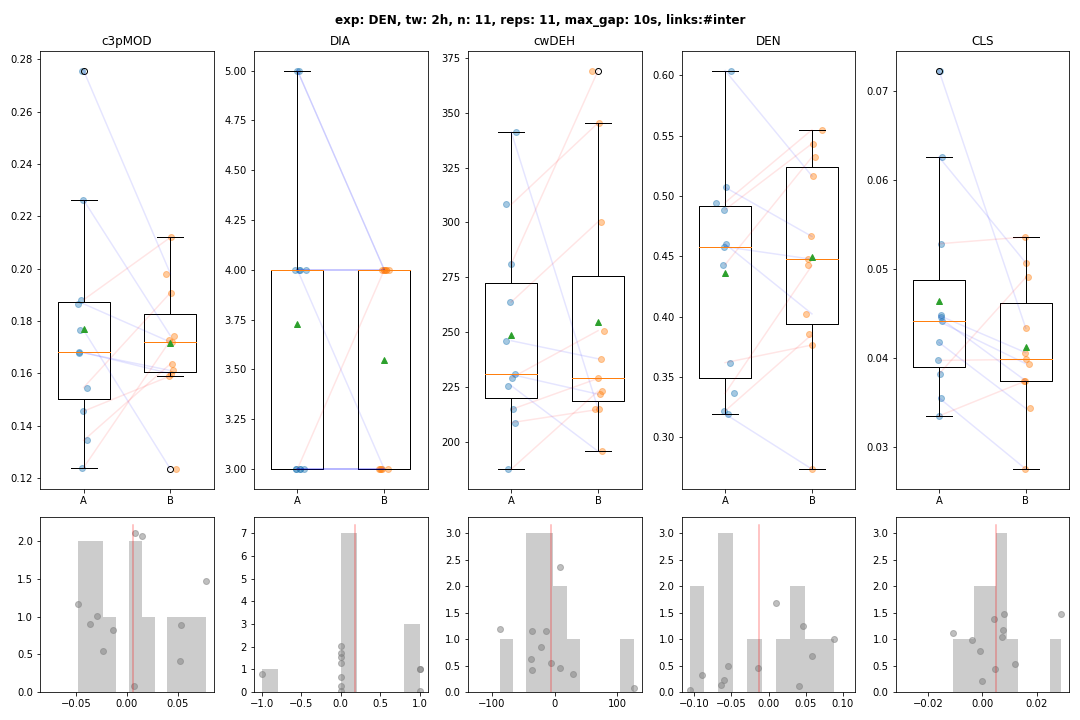 exp: DEN, tw: 2h, n: 11, reps: 11, max_gap: 10s, links:#inter
c3pMOD DIA cwDEH DEN CLS
0.28 5.00 375 0.60 0.07
0.26 4.75 350 0.55 0.06
0.24 4.50 325 0.50 0.05
0.22 4.25 300 0.45 0.04
0.20 4.00 275 0.40 0.03
0.18 3.75 250 0.35
0.16 3.50 225 0.30
0.14 3.25 200
0.12 3.00
A B A B A B A B A B
2.0 7 3.0 3.0 3.0
1.5 6 2.5 2.5 2.5
1.0 5 2.0 2.0 2.0
0.5 4 1.5 1.5 1.5
0.0 3 1.0 1.0 1.0
2 0.5 0.5 0.5
1 0.0 0.0 0.0
0
−0.05 0.00 0.05 −1.0 −0.5 0.0 0.5 1.0 −100 0 100 −0.10 −0.05 0.00 0.05 −0.02 0.00 0.02